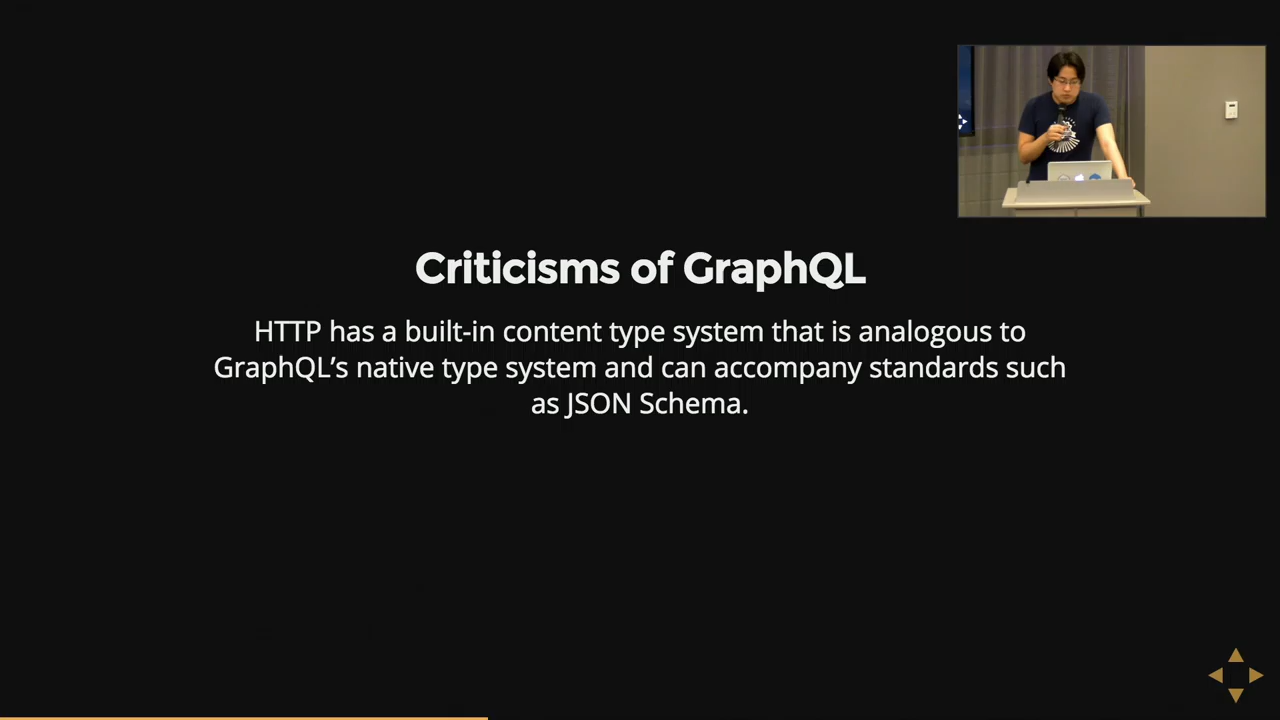 Criticisms of GraphQL
HTTP has a built-in content type system that is analogous to
GraphQL’s native type system and can accompany standards such
as JSON Schema.